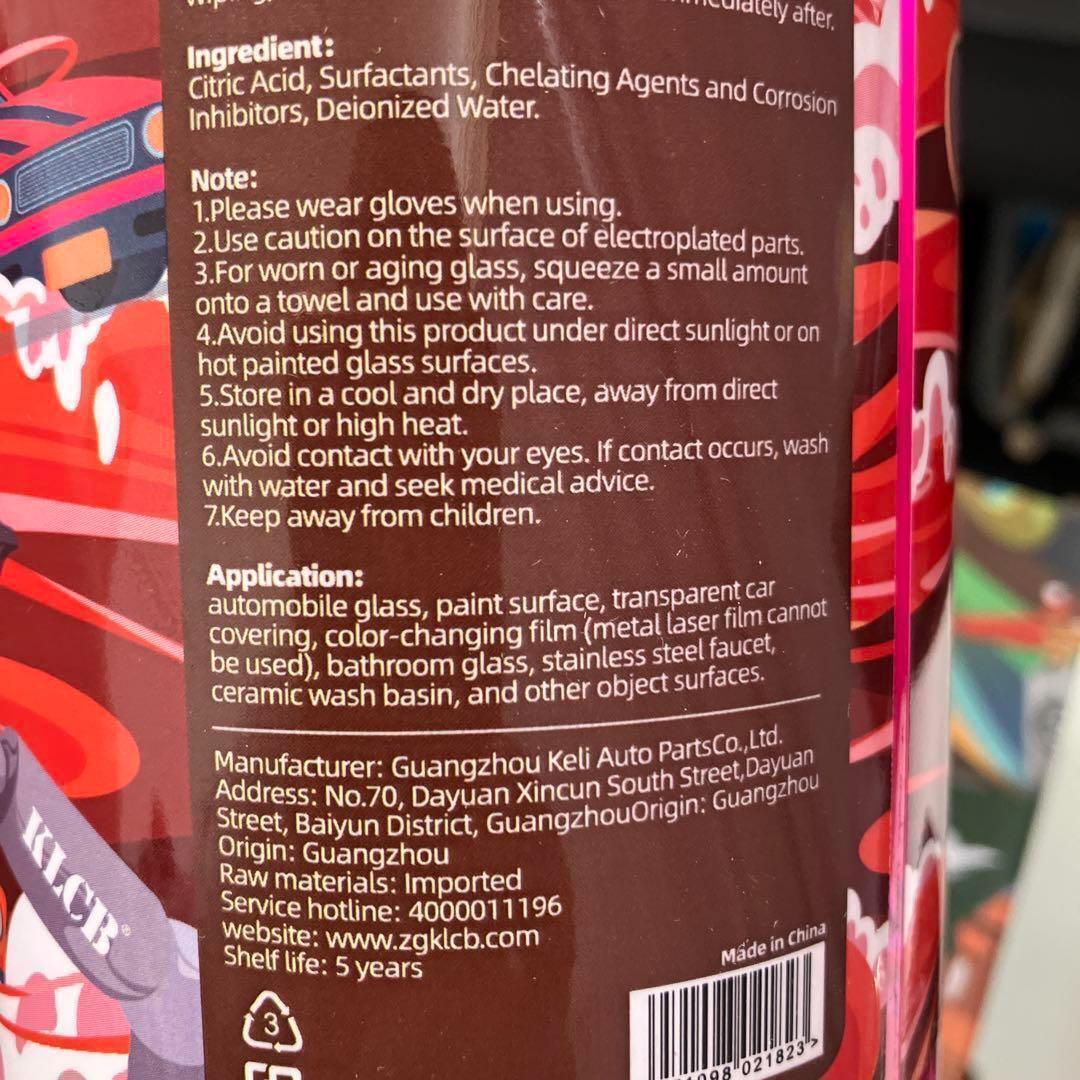 after.
Ingredient:
Citric Acid, Surfactants, Chelating Agents and Corrosion
Inhibitors, Deionized Water.
Note:
1.Please wear gloves when using.
2.Use caution on the surface of electroplated parts.
3.For worn or aging glass, squeeze a small amount
onto a towel and use with care.
4.Avoid using this product under direct sunlight or on
hot painted glass surfaces.
5.Store in a cool and dry place, away from direct
sunlight or high heat.
6.Avoid contact with your eyes. If contact occurs, wash
with water and seek medical advice.
7.Keep away from children.
Application:
automobile glass, paint surface, transparent car
covering, color-changing film (metal laser film cannot
be used), bathroom glass, stainless steel faucet,
ceramic wash basin, and other object surfaces.
Manufacturer: Guangzhou Keli Auto PartsCo.,Ltd.
Address: No.70, Dayuan Xincun South Street,Dayuan
Street, Baiyun District, GuangzhouOrigin: Guangzhou
Origin: Guangzhou
Raw materials: Imported
Service hotline: 4000011196
website: www.zgklcb.com
Shelf life: 5 years
KLCB®
Made in China
3
021823>